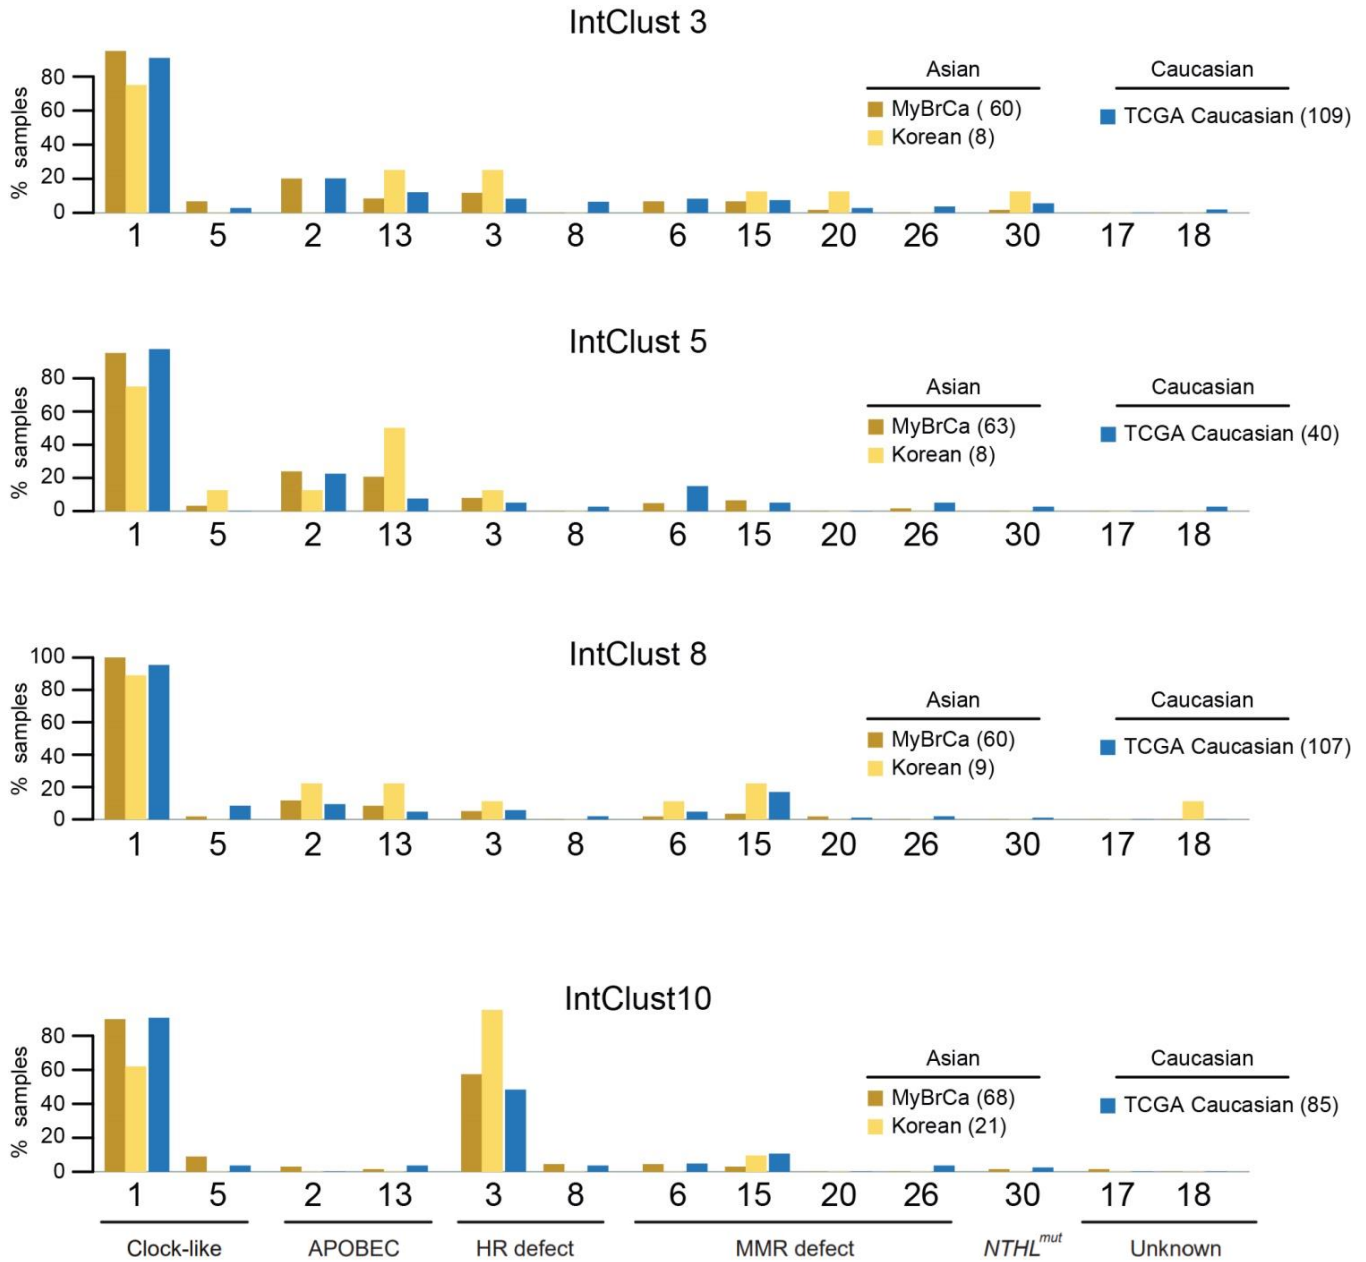 IntClust 3
% samples
80
60
40
20
0
Asian
MyBrCa ( 60)
Korean (8)
Caucasian
TCGA Caucasian (109)
1 5 2 13 3 8 6 15 20 26 30 17 18
IntClust 5
% samples
80
60
40
20
0
Asian
MyBrCa (63)
Korean (8)
Caucasian
TCGA Caucasian (40)
1 5 2 13 3 8 6 15 20 26 30 17 18
IntClust 8
% samples
100
80
60
40
20
0
Asian
MyBrCa (60)
Korean (9)
Caucasian
TCGA Caucasian (107)
1 5 2 13 3 8 6 15 20 26 30 17 18
IntClust10
% samples
80
60
40
20
0
Asian
MyBrCa (68)
Korean (21)
Caucasian
TCGA Caucasian (85)
1 5 2 13 3 8 6 15 20 26 30 17 18
Clock-like APOBEC HR defect MMR defect NTHL^mut Unknown